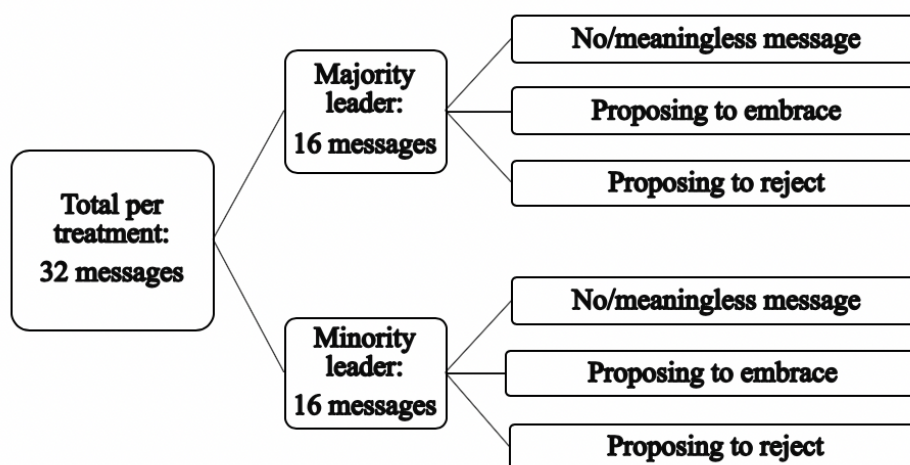 Total per
treatment:
32 messages
Majority
leader:
16 messages
No/meaningless message
Proposing to embrace
Proposing to reject
Minority
leader:
16 messages
No/meaningless message
Proposing to embrace
Proposing to reject